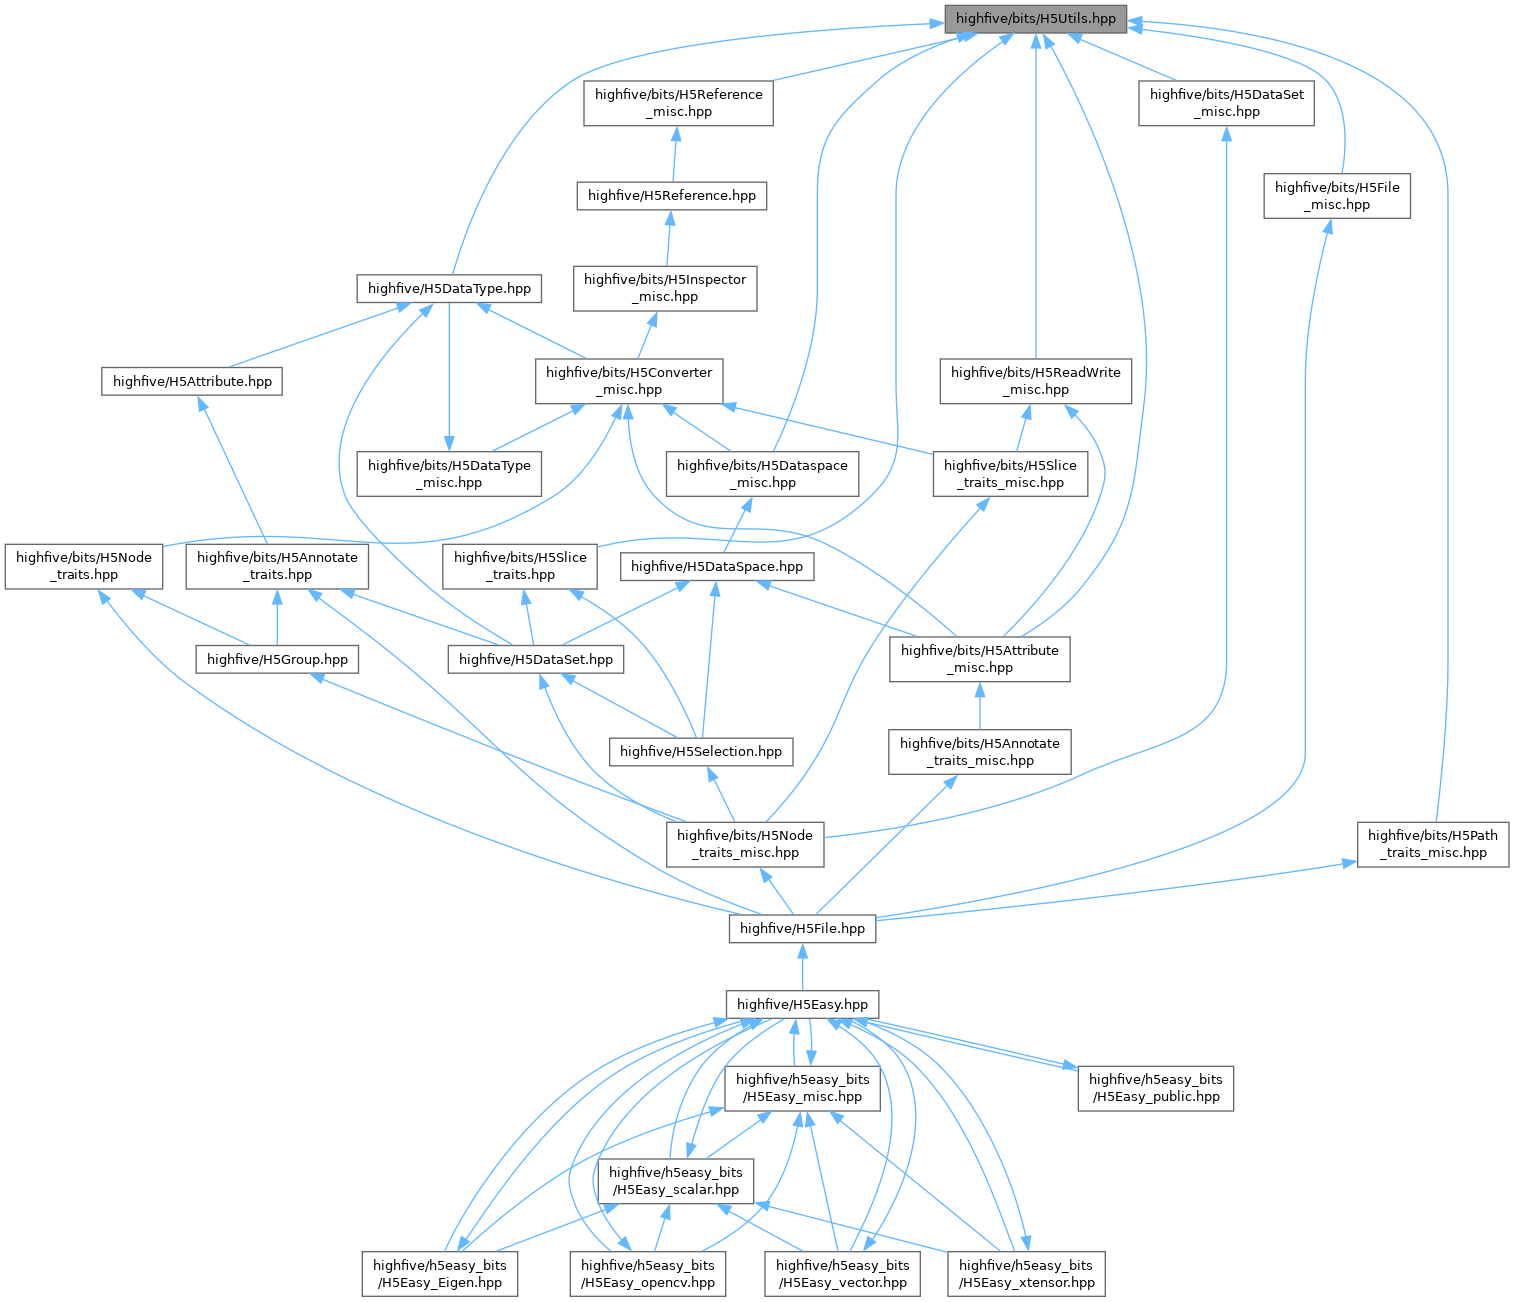 highfive/bits/H5Utils.hpp
highfive/bits/H5Reference
_misc.hpp
highfive/bits/H5DataSet
_misc.hpp
highfive/H5Reference.hpp
highfive/bits/H5File
_misc.hpp
highfive/H5DataType.hpp
highfive/bits/H5Inspector
_misc.hpp
highfive/H5Attribute.hpp
highfive/bits/H5Converter
_misc.hpp
highfive/bits/H5ReadWrite
_misc.hpp
highfive/bits/H5DataType
_misc.hpp
highfive/bits/H5Dataspace
_misc.hpp
highfive/bits/H5Slice
_traits_misc.hpp
highfive/bits/H5Node
_traits.hpp
highfive/bits/H5Annotate
_traits.hpp
highfive/bits/H5Slice
_traits.hpp
highfive/H5DataSpace.hpp
highfive/H5Group.hpp
highfive/H5DataSet.hpp
highfive/bits/H5Attribute
_misc.hpp
highfive/H5Selection.hpp
highfive/bits/H5Annotate
_traits_misc.hpp
highfive/bits/H5Node
_traits_misc.hpp
highfive/bits/H5Path
_traits_misc.hpp
highfive/H5File.hpp
highfive/H5Easy.hpp
highfive/h5easy_bits
/H5Easy_misc.hpp
highfive/h5easy_bits
/H5Easy_public.hpp
highfive/h5easy_bits
/H5Easy_scalar.hpp
highfive/h5easy_bits
/H5Easy_Eigen.hpp
highfive/h5easy_bits
/H5Easy_opencv.hpp
highfive/h5easy_bits
/H5Easy_vector.hpp
highfive/h5easy_bits
/H5Easy_xtensor.hpp